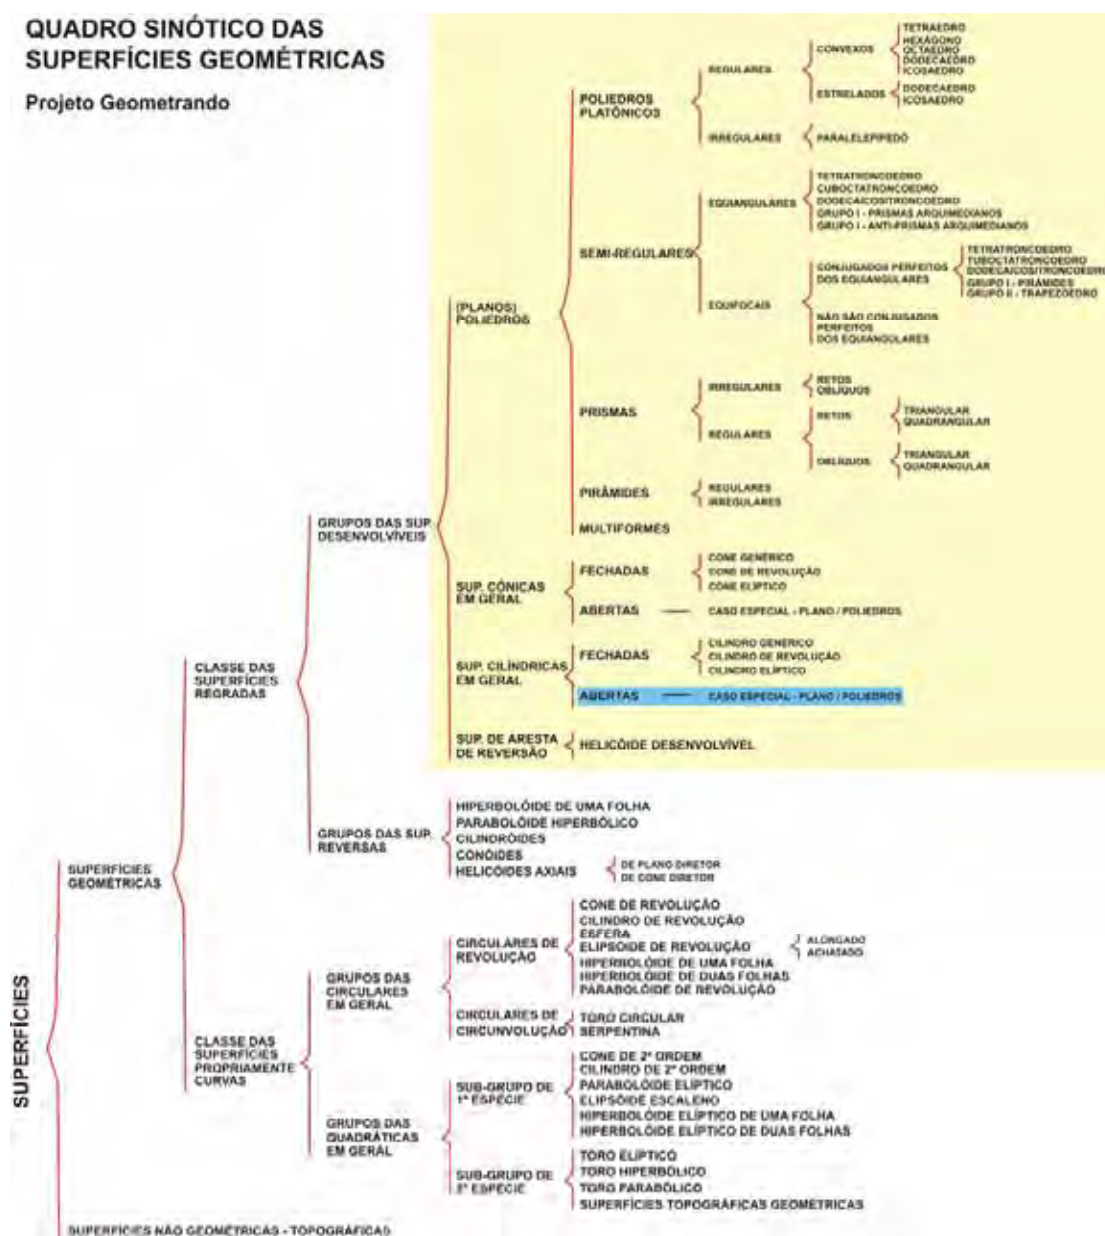 QUADRO SINÓTICO DAS
SUPERFÍCIES GEOMÉTRICAS
Projeto Geometrando
SUPERFÍCIES
SUPERFÍCIES
GEOMÉTRICAS
SUPERFÍCIES NÃO GEOMÉTRICAS - TOPOGRÁFICAS
CLASSE DAS
SUPERFÍCIES
REGRADAS
CLASSE DAS
SUPERFÍCIES
PROPRIAMENTE
CURVAS
GRUPOS DAS SUP.
DESENVOLVÍVEIS
GRUPOS DAS SUP.
REVERSAS
GRUPOS DAS
CIRCULARES
EM GERAL
GRUPOS DAS
QUADRÁTICAS
EM GERAL
(PLANOS)
POLIEDROS
POLIEDROS
PLATÔNICOS
REGULARES
CONVEXOS
TETRAEDRO
HEXÁGONO
OCTAEDRO
DODECAEDRO
ICOSAEDRO
ESTRELADOS
DODECAEDRO
ICOSAEDRO
IRREGULARES
PARALELEPIPEDO
SEMI-REGULARES
EQUIANGULARES
TETRATRONCOEDRO
CUBOCTATRONCOEDRO
DODECAICOSITRONCOEDRO
GRUPO I - PRISMAS ARQUIMEDIANOS
GRUPO I - ANTI-PRISMAS ARQUIMEDIANOS
EQUIFOCAIS
CONJUGADOS PERFEITOS
DOS EQUIANGULARES
TETRATRONCOEDRO
TUBOCTATRONCOEDRO
DODECAICOSITRONCOEDRO
GRUPO I - PIRÂMIDES
GRUPO II - TRAPEZOEDRO
NÃO SÃO CONJUGADOS
PERFEITOS
DOS EQUIANGULARES
PRISMAS
IRREGULARES
RETOS
OBLÍQUOS
REGULARES
RETOS
TRIANGULAR
QUADRANGULAR
OBLÍQUOS
TRIANGULAR
QUADRANGULAR
PIRÂMIDES
REGULARES
IRREGULARES
MULTIFORMES
SUP. CÔNICAS
EM GERAL
FECHADAS
CONE GENÉRICO
CONE DE REVOLUÇÃO
CONE ELÍPTICO
ABERTAS — CASO ESPECIAL - PLANO / POLIEDROS
SUP. CILÍNDRICAS
EM GERAL
FECHADAS
CILINDRO GENÉRICO
CILINDRO DE REVOLUÇÃO
CILINDRO ELÍPTICO
ABERTAS — CASO ESPECIAL - PLANO / POLIEDROS
SUP. DE ARESTA
DE REVERSÃO
HELICÓIDE DESENVOLVÍVEL
HIPERBOLÓIDE DE UMA FOLHA
PARABOLÓIDE HIPERBÓLICO
CILINDRÓIDES
CONÓIDES
HELICÓIDES AXIAIS
DE PLANO DIRETOR
DE CONE DIRETOR
CIRCULARES DE
REVOLUÇÃO
CONE DE REVOLUÇÃO
CILINDRO DE REVOLUÇÃO
ESFERA
ELIPSÓIDE DE REVOLUÇÃO
ALONGADO
ACHATADO
HIPERBOLÓIDE DE UMA FOLHA
HIPERBOLÓIDE DE DUAS FOLHAS
PARABOLÓIDE DE REVOLUÇÃO
CIRCULARES DE
CIRCUNVOLUÇÃO
TORO CIRCULAR
SERPENTINA
SUB-GRUPO DE
1ª ESPÉCIE
CONE DE 2ª ORDEM
CILINDRO DE 2ª ORDEM
PARABOLÓIDE ELÍPTICO
ELIPSÓIDE ESCALENO
HIPERBOLÓIDE ELÍPTICO DE UMA FOLHA
HIPERBOLÓIDE ELÍPTICO DE DUAS FOLHAS
SUB-GRUPO DE
ESPÉCIE
TORO ELÍPTICO
TORO HIPERBÓLICO
TORO PARABÓLICO
SUPERFÍCIES TOPOGRÁFICAS GEOMÉTRICAS